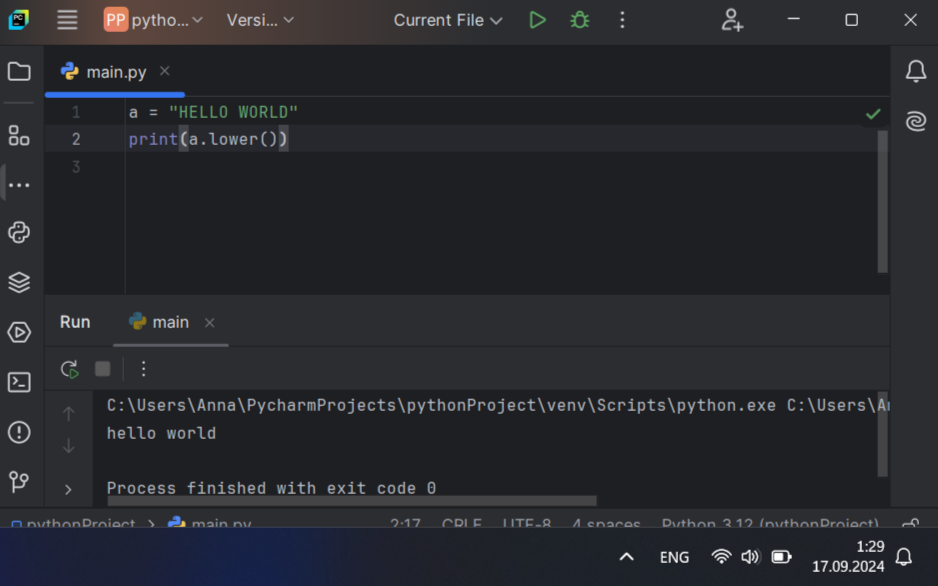 PC
PP pytho... Versi... Current File
main.py
1 a = "HELLO WORLD"
2 print(a.lower())
3
Run main
C:\Users\Anna\PycharmProjects\pythonProject\venv\Scripts\python.exe C:\Users\
hello world
Process finished with exit code 0
pythonProject > main.py 2:17 CRLF UTF-8 4 spaces Python 3.12 (pythonProject)
ENG
1:29
17.09.2024